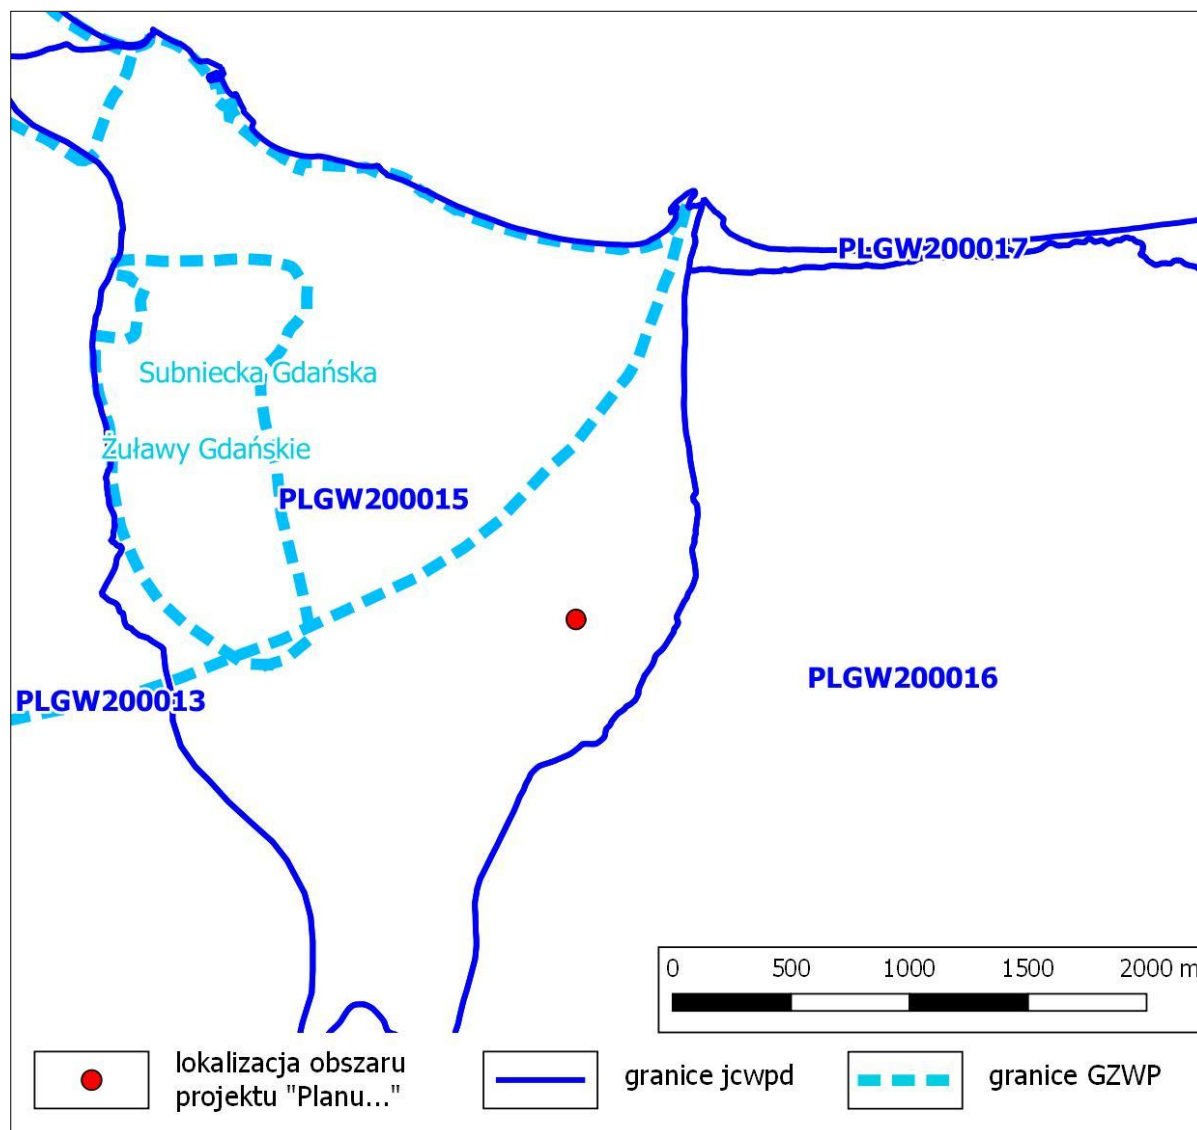 PLGW200017
Subniecka Gdańska
Żuławy Gdańskie
PLGW200015
PLGW200016
PLGW200013
0 500 1000 1500 2000 m
lokalizacja obszaru
projektu "Planu..."
granice jcwpd
granice GZWP